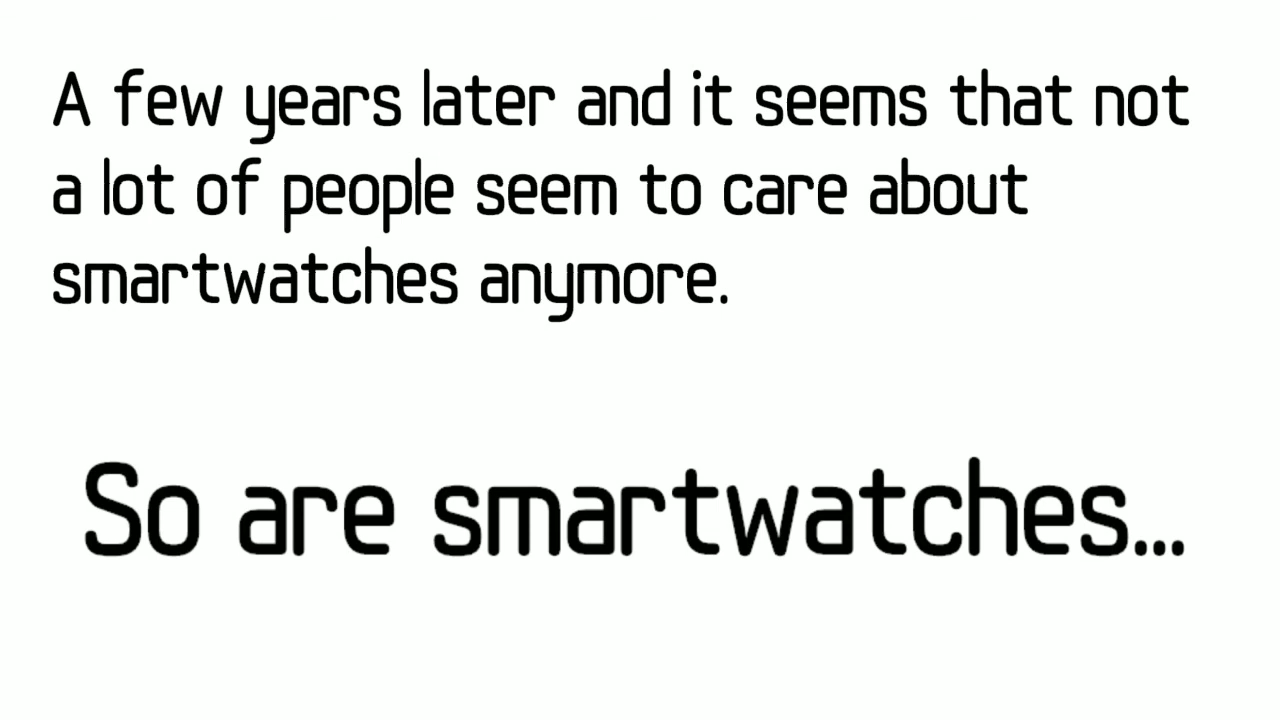 A few years later and it seems that not
a lot of people seem to care about
smartwatches anymore.
So are smartwatches...